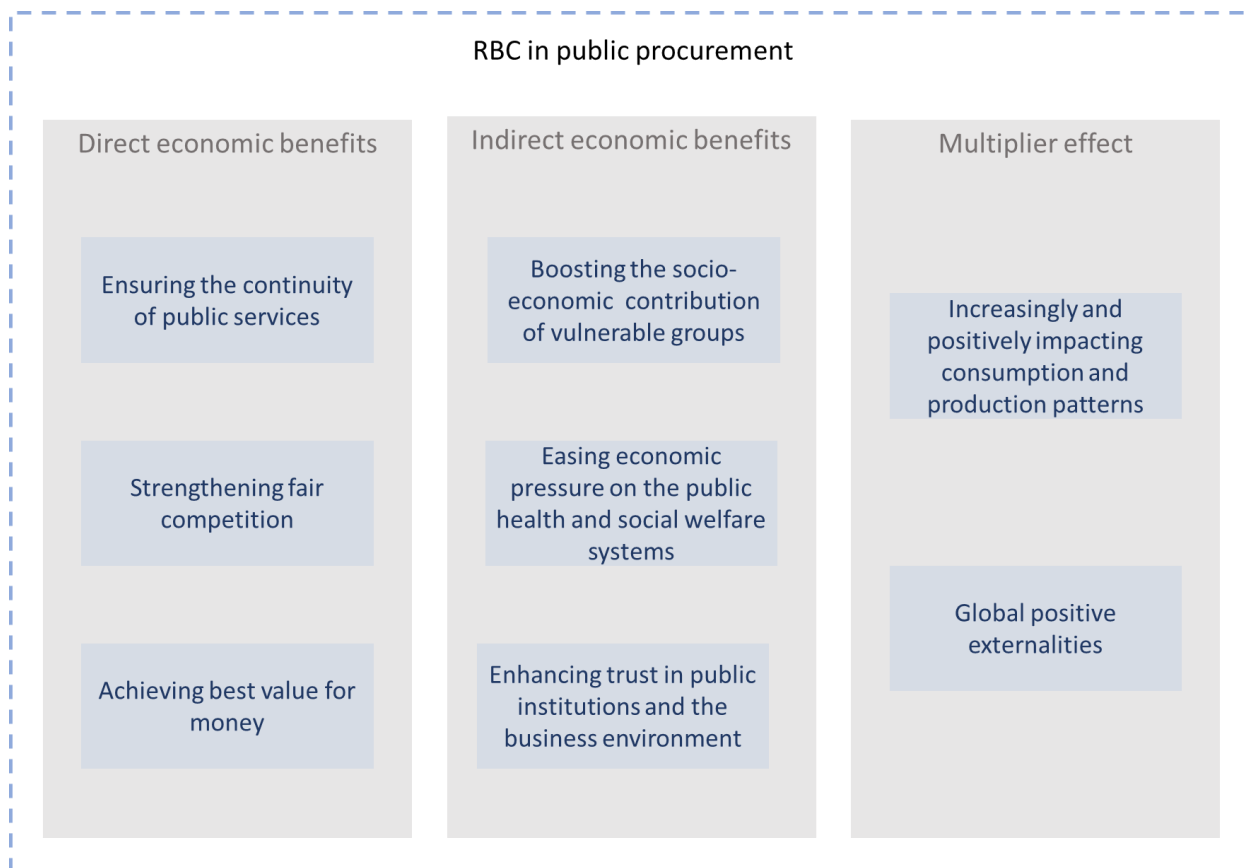 RBC in public procurement
Direct economic benefits
Ensuring the continuity
of public services
Strengthening fair
competition
Achieving best value for
money
Indirect economic benefits
Boosting the socio-
economic contribution
of vulnerable groups
Easing economic
pressure on the public
health and social welfare
systems
Enhancing trust in public
institutions and the
business environment
Multiplier effect
Increasingly and
positively impacting
consumption and
production patterns
Global positive
externalities